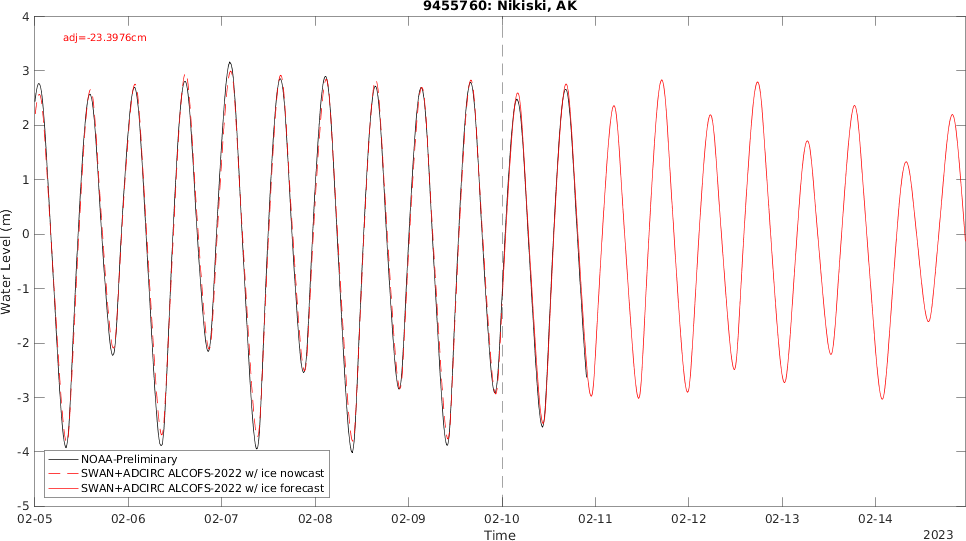 9455760: Nikiski, AK
adj=-23.3976cm
4
3
2
1
0
-1
-2
-3
-4
-5
Water Level (m)
NOAA-Preliminary
SWAN+ADCIRC ALCOFS-2022 w/ ice nowcast
SWAN+ADCIRC ALCOFS-2022 w/ ice forecast
02-05 02-06 02-07 02-08 02-09 02-10 02-11 02-12 02-13 02-14
Time
2023